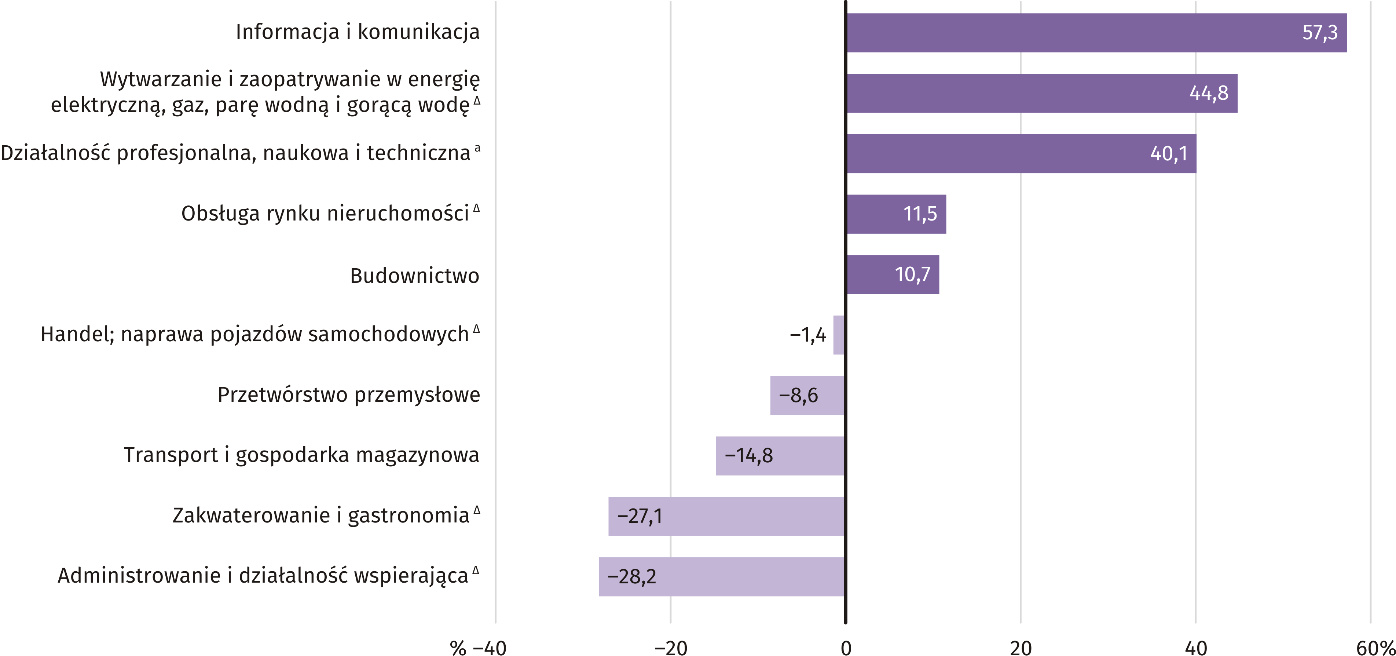 Informacja i komunikacja
57,3
Wytwarzanie i zaopatrywanie w energię
elektryczną, gaz, parę wodną i gorącą wodę Δ
44,8
Działalność profesjonalna, naukowa i techniczna a
40,1
Obsługa rynku nieruchomości Δ
11,5
Budownictwo
10,7
Handel; naprawa pojazdów samochodowych Δ
−1,4
Przetwórstwo przemysłowe
−8,6
Transport i gospodarka magazynowa
−14,8
Zakwaterowanie i gastronomia Δ
−27,1
Administrowanie i działalność wspierająca Δ
−28,2
% −40 −20 0 20 40 60%